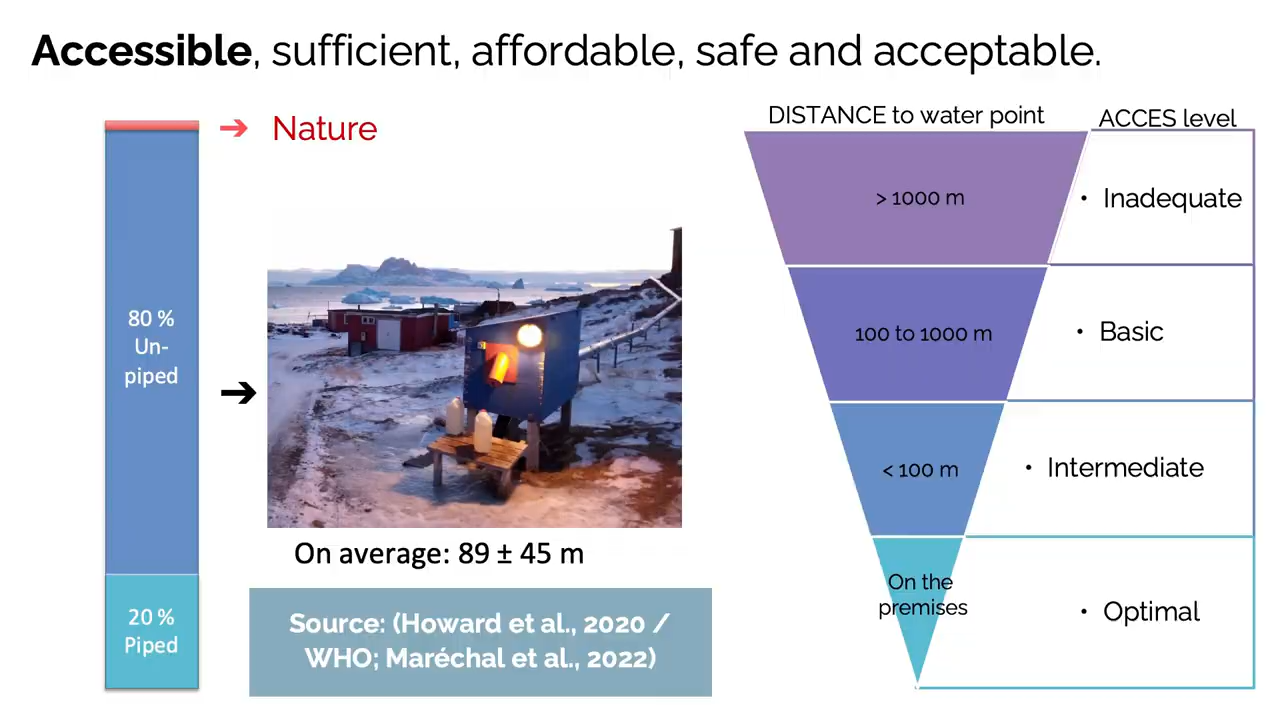 Accessible, sufficient, affordable, safe and acceptable.
→ Nature
80 %
Un-
piped
➔
20 %
Piped
On average: 89 ± 45 m
Source: (Howard et al., 2020 /
WHO; Maréchal et al., 2022)
DISTANCE to water point
ACCES level
> 1000 m
• Inadequate
100 to 1000 m
• Basic
< 100 m
• Intermediate
On the
premises
• Optimal